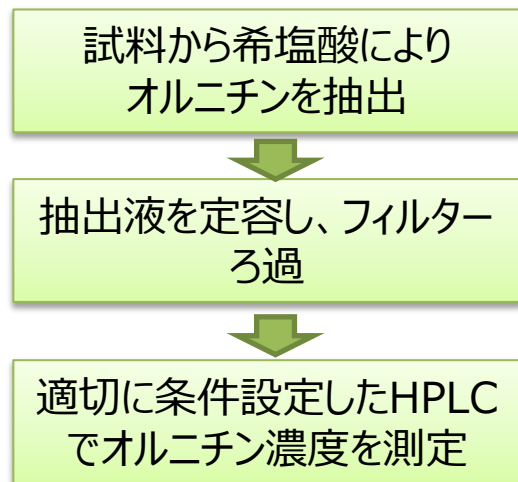 試料から希塩酸により
オルニチンを抽出
抽出液を定容し、フィルター
ろ過
適切に条件設定したHPLC
でオルニチン濃度を測定